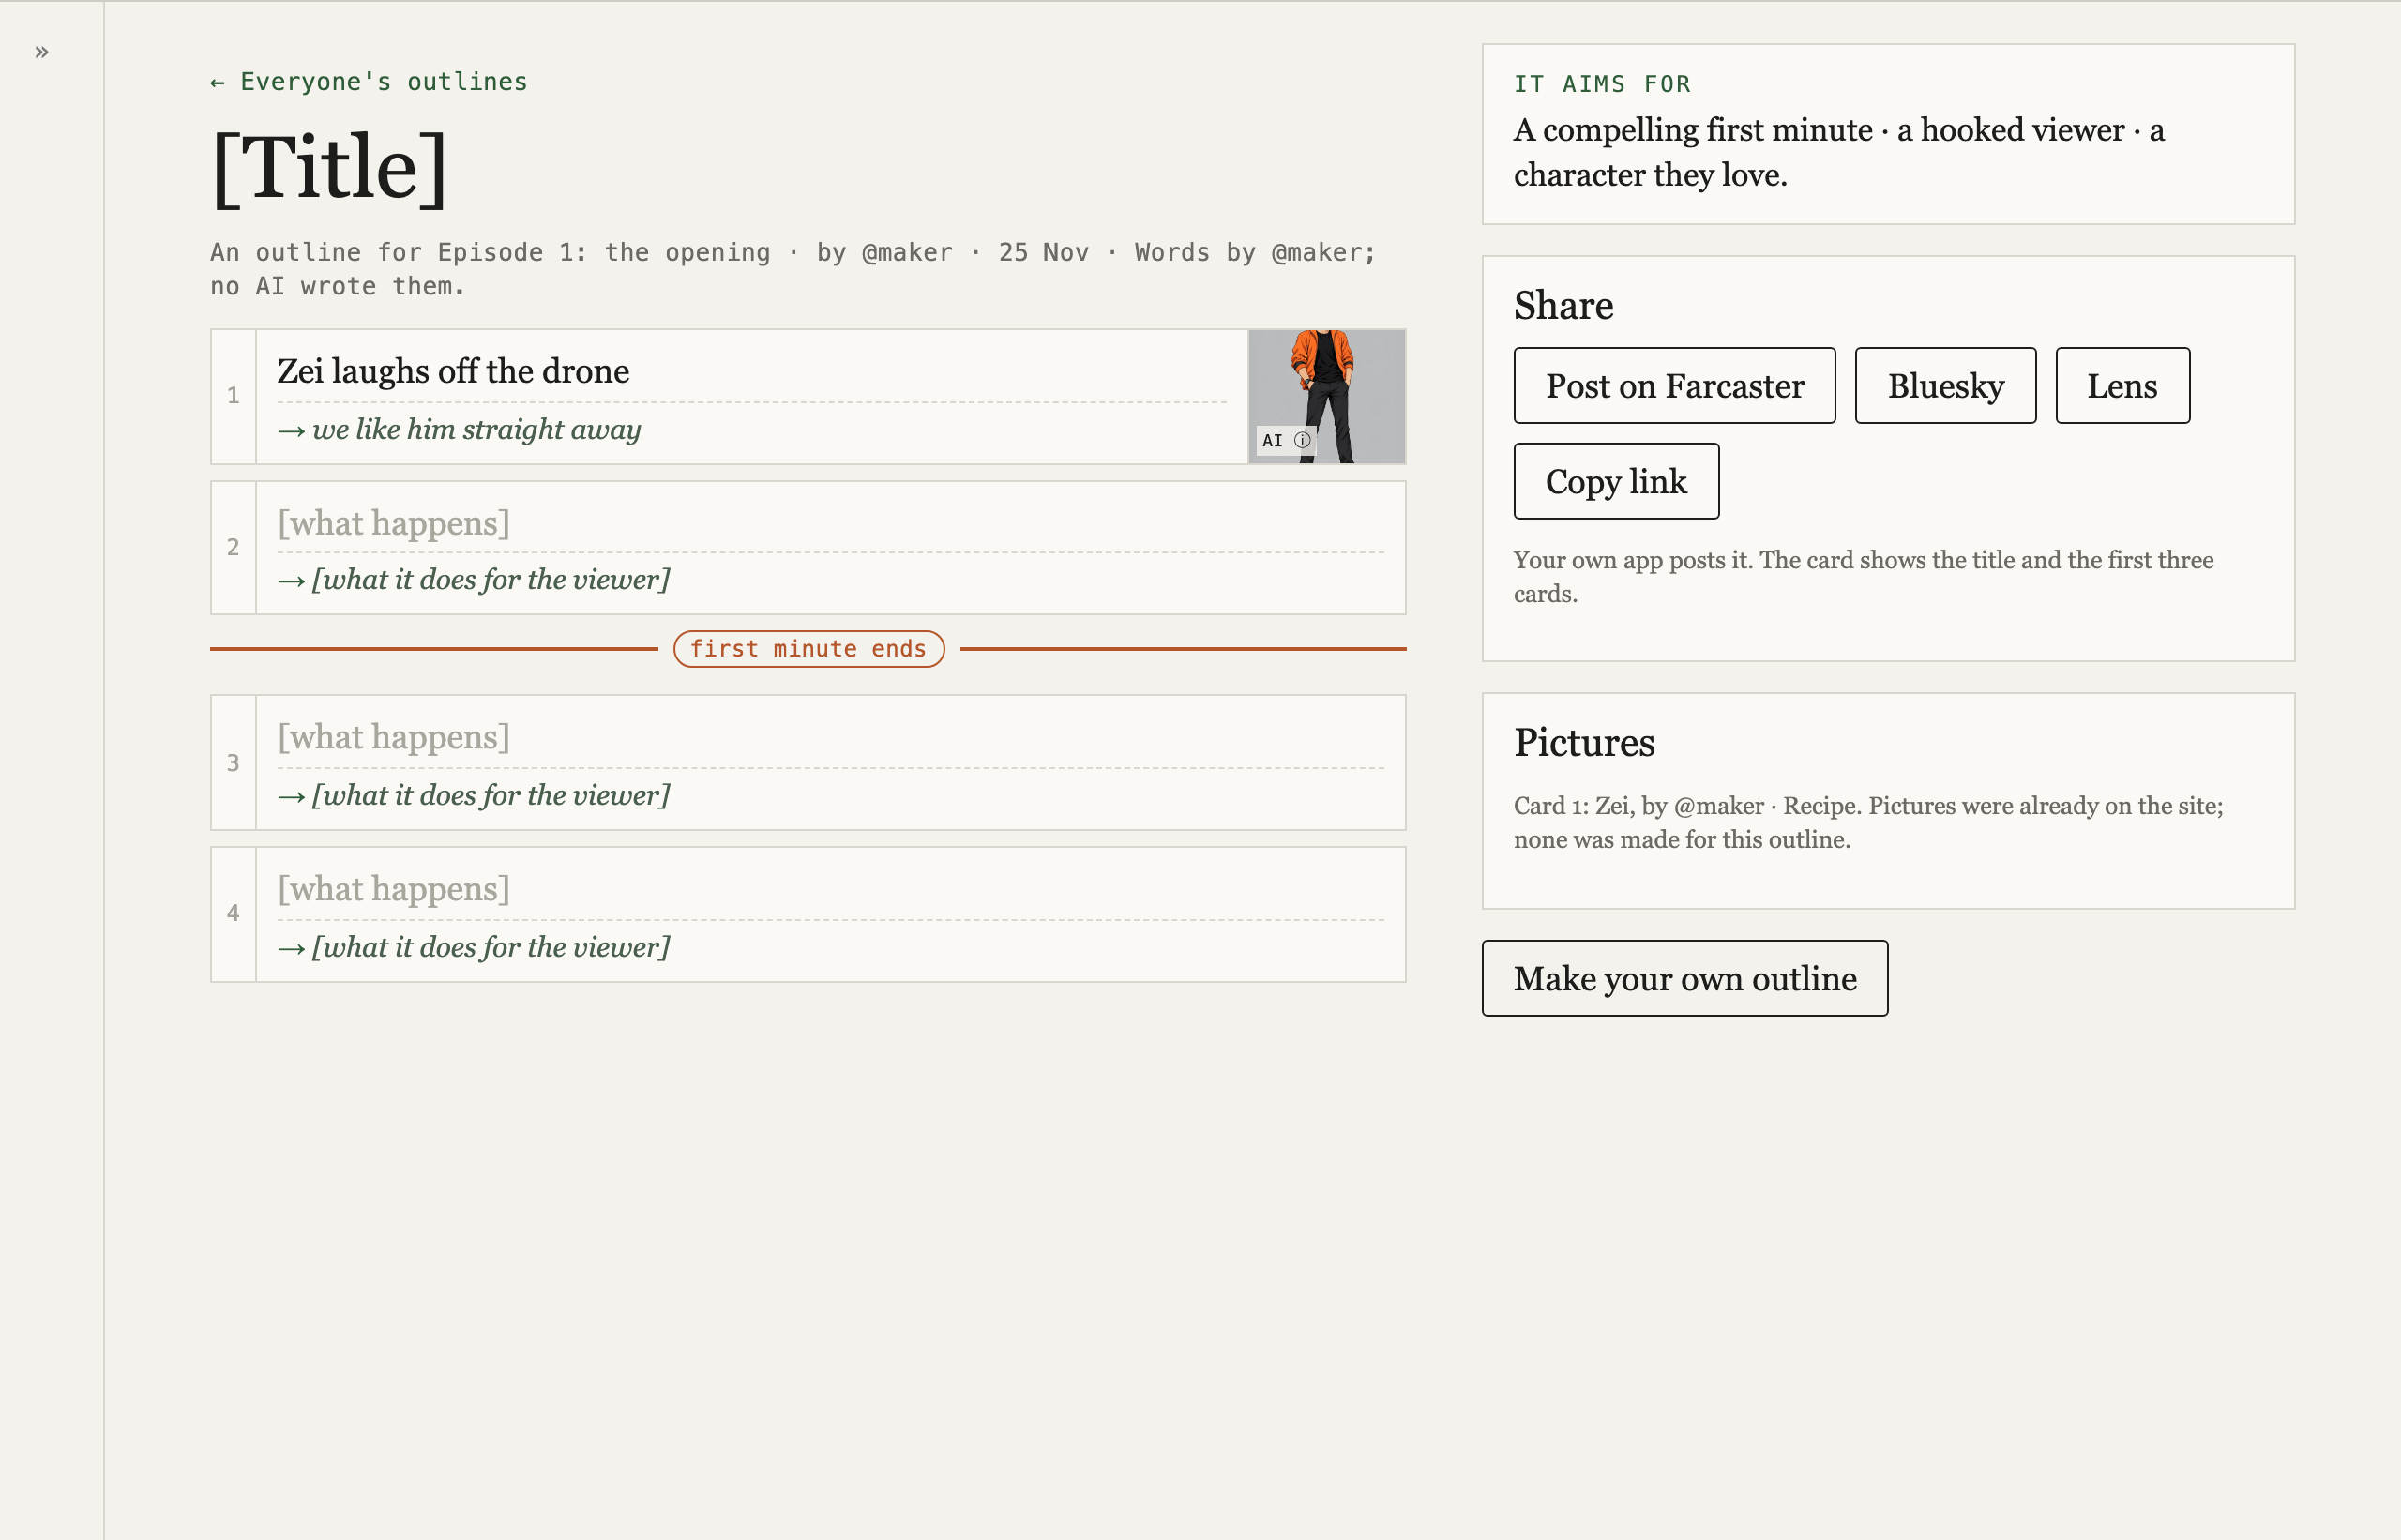 »
← Everyone's outlines
[Title]
An outline for Episode 1: the opening · by @maker · 25 Nov · Words by @maker;
no AI wrote them.
1
Zei laughs off the drone
→ we like him straight away
AI ⓘ
2
[what happens]
→ [what it does for the viewer]
first minute ends
3
[what happens]
→ [what it does for the viewer]
4
[what happens]
→ [what it does for the viewer]
IT AIMS FOR
A compelling first minute · a hooked viewer · a
character they love.
Share
Post on Farcaster
Bluesky
Lens
Copy link
Your own app posts it. The card shows the title and the first three
cards.
Pictures
Card 1: Zei, by @maker · Recipe. Pictures were already on the site;
none was made for this outline.
Make your own outline